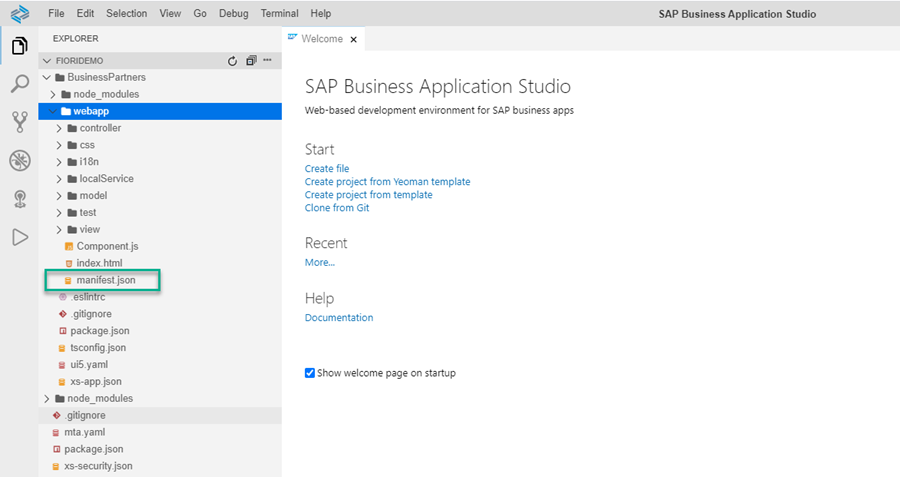 File Edit Selection View Go Debug Terminal Help SAP Business Application Studio
EXPLORER
Welcome
FIORIDEMO
BusinessPartners
node_modules
webapp
controller
css
i18n
localService
model
test
view
Component.js
index.html
manifest.json
.eslintrc
.gitignore
package.json
tsconfig.json
ui5.yaml
xs-app.json
node_modules
.gitignore
mta.yaml
package.json
xs-security.json
SAP Business Application Studio
Web-based development environment for SAP business apps
Start
Create file
Create project from Yeoman template
Create project from template
Clone from Git
Recent
More...
Help
Documentation
Show welcome page on startup